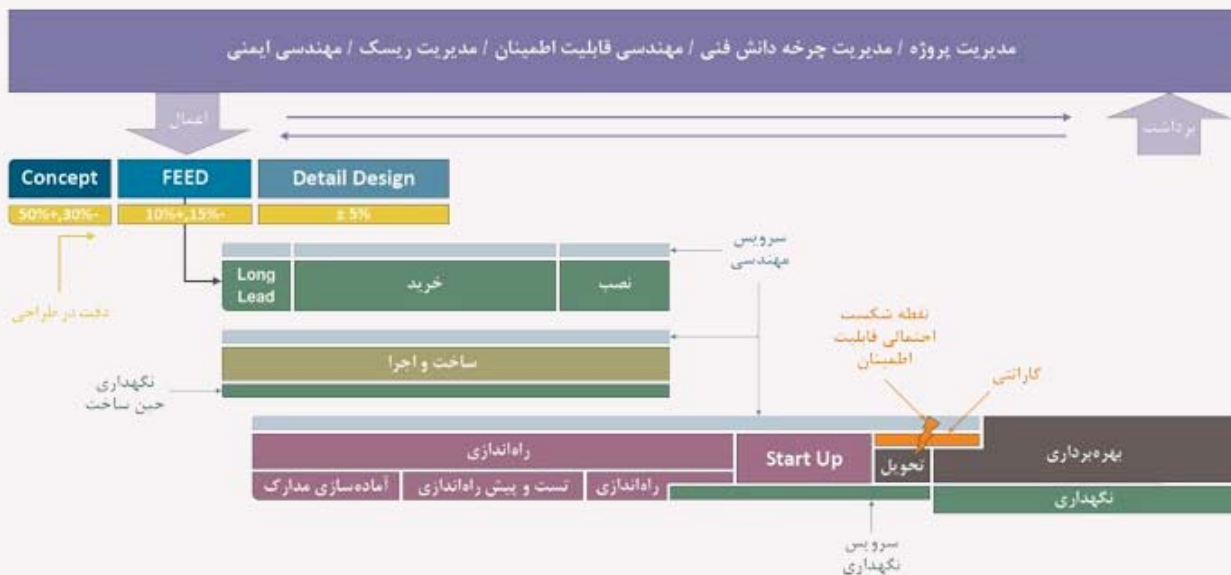 مدیریت پروژه / مدیریت چرخه دانش فنی / مهندسی قابلیت اطمینان / مدیریت ریسک / مهندسی ایمنی
اعمال
برداشت
Concept
FEED
Detail Design
50%+,30%-
10%+,15%-
± 5%
دقت در طراحی
سرویس
مهندسی
Long
Lead
خرید
نصب
ساخت و اجرا
نگهداری
حین ساخت
نقطه شکست
احتمالی قابلیت
اطمینان
گارانتی
راه‌اندازی
Start Up
تحویل
بهره‌برداری
آماده‌سازی مدارک
تست و پیش راه‌اندازی
راه‌اندازی
نگهداری
سرویس
نگهداری